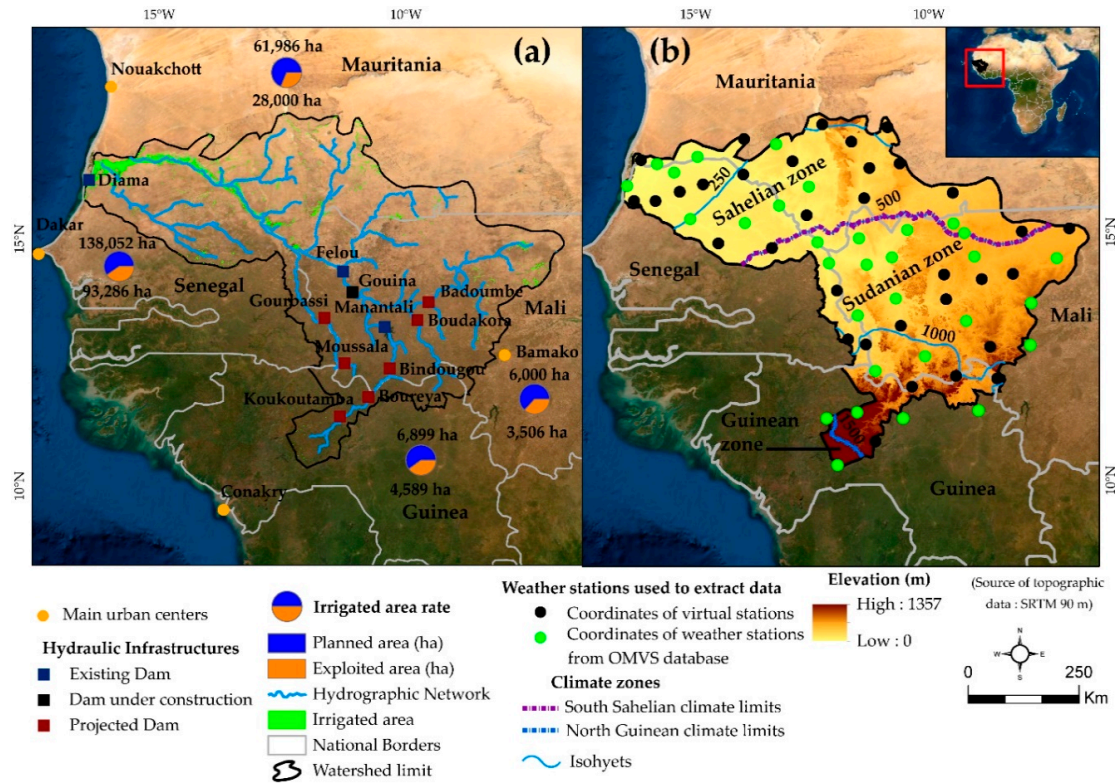 15°W
10°W
15°W
10°W
(a)
61,986 ha
Nouakchott
Mauritania
28,000 ha
Diama
Dakar
138,052 ha
93,286 ha
Senegal
Felou
Gouina
Gourbassi
Manantali
Badoumbe
Boudakora
Mali
Moussala
Bindougou
Bamako
6,000 ha
3,506 ha
Koukoutamba
Boureya
6,899 ha
4,589 ha
Conakry
Guinea
15°N
10°N
(b)
Mauritania
250
Sahelian zone
500
Senegal
Sudanian zone
Mali
1000
Guinean
zone
Guinea
15°N
10°N
Main urban centers
Hydraulic Infrastructures
Existing Dam
Dam under construction
Projected Dam
Irrigated area rate
Planned area (ha)
Exploited area (ha)
Hydrographic Network
Irrigated area
National Borders
Watershed limit
Weather stations used to extract data
Coordinates of virtual stations
Coordinates of weather stations
from OMVS database
Climate zones
South Sahelian climate limits
North Guinean climate limits
Isohyets
Elevation (m)
High : 1357
Low : 0
(Source of topographic
data : SRTM 90 m)
N
W
E
S
0
250
Km